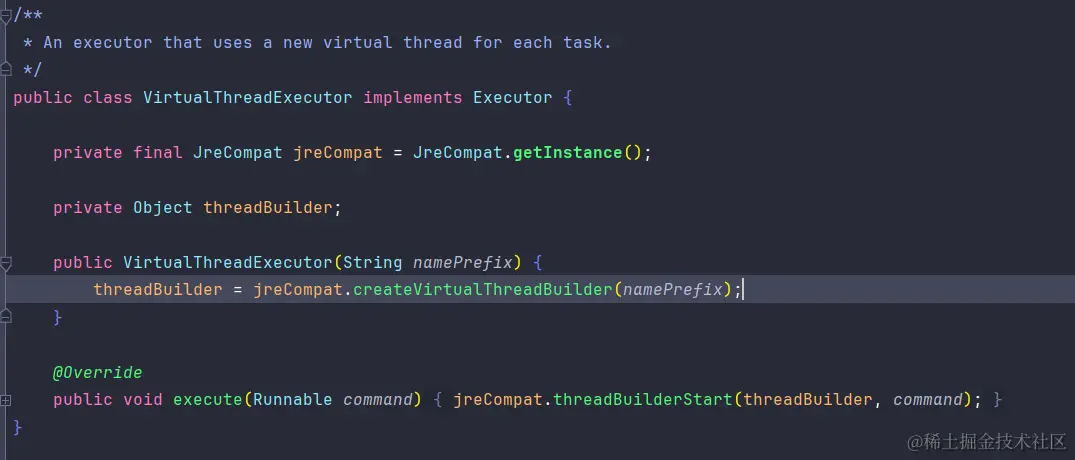 /**
 * An executor that uses a new virtual thread for each task.
 */
public class VirtualThreadExecutor implements Executor {
    private final JreCompat jreCompat = JreCompat.getInstance();
    private Object threadBuilder;
    public VirtualThreadExecutor(String namePrefix) {
        threadBuilder = jreCompat.createVirtualThreadBuilder(namePrefix);
    }
    @Override
    public void execute(Runnable command) { jreCompat.threadBuilderStart(threadBuilder, command); }
}
@稀土掘金技术社区